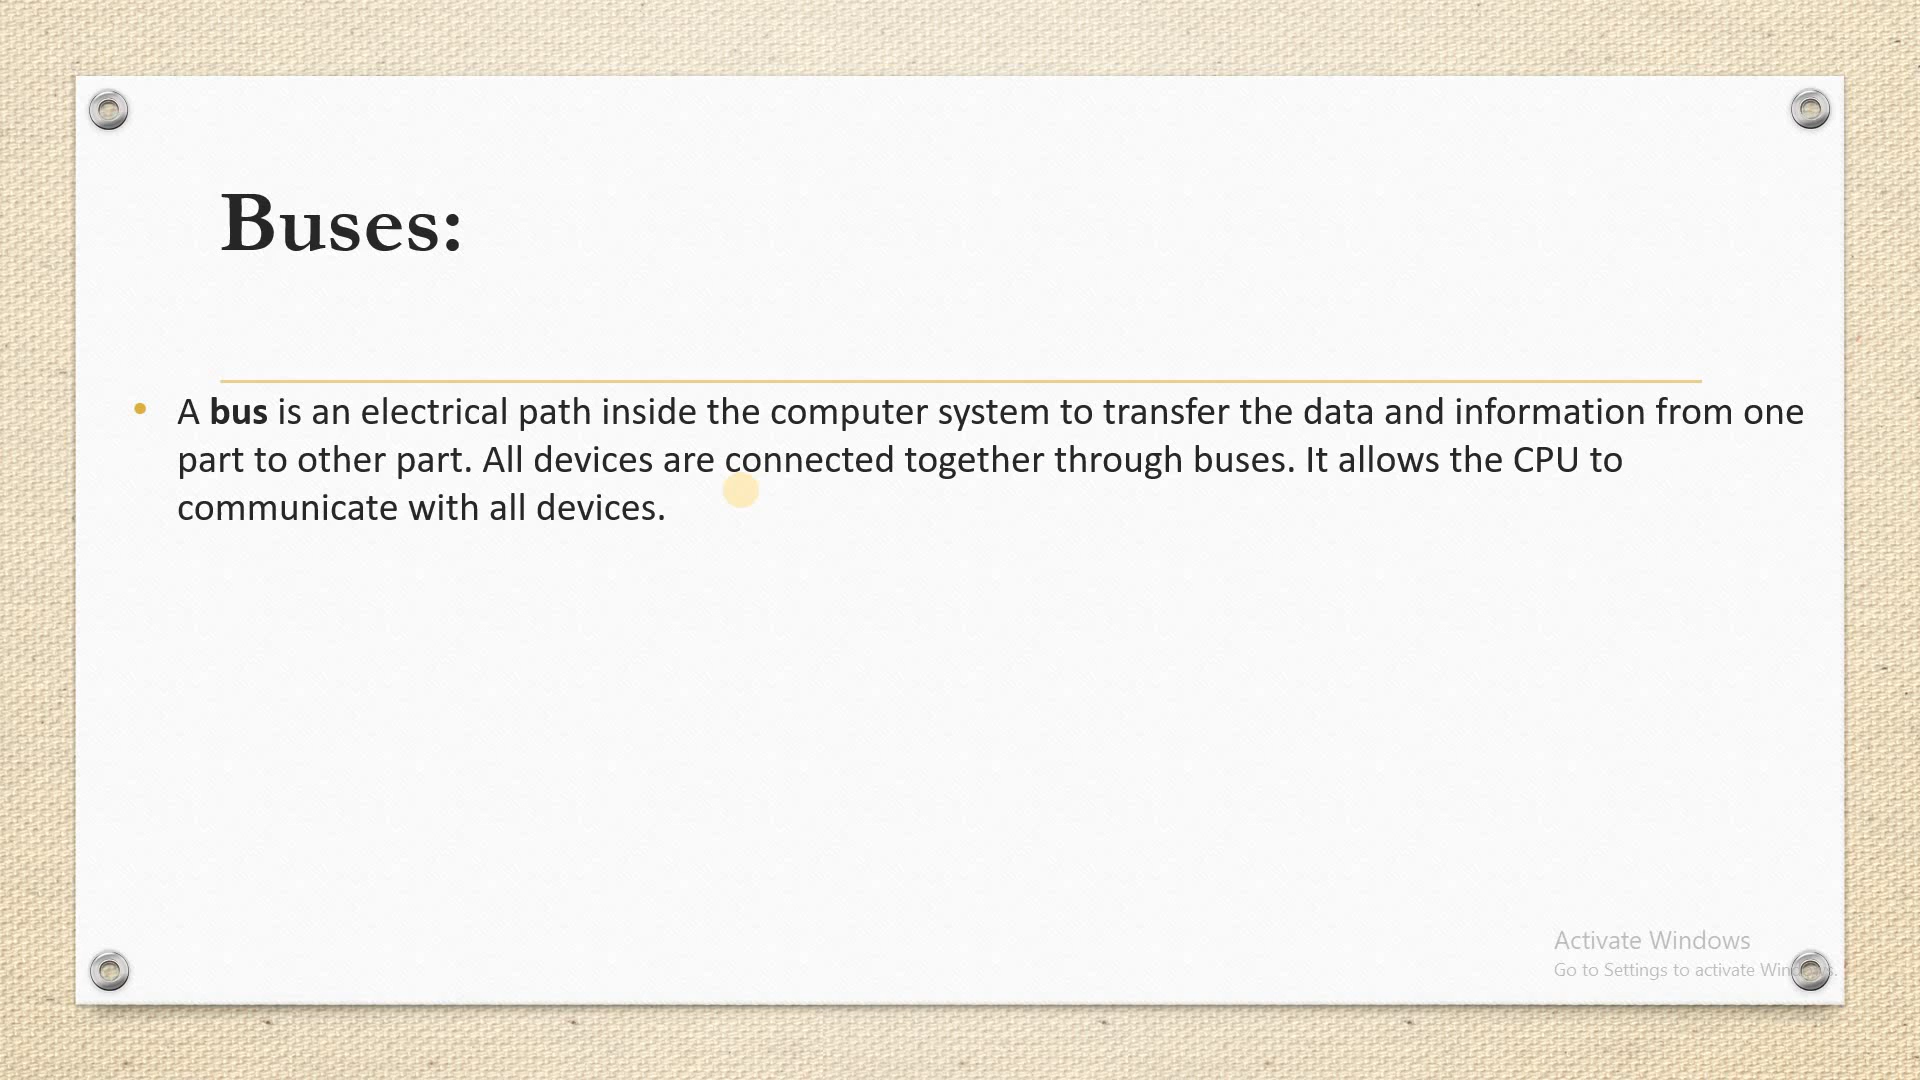 Buses:
• A bus is an electrical path inside the computer system to transfer the data and information from one
part to other part. All devices are connected together through buses. It allows the CPU to
communicate with all devices.
Activate Windows
Go to Settings to activate Windows.